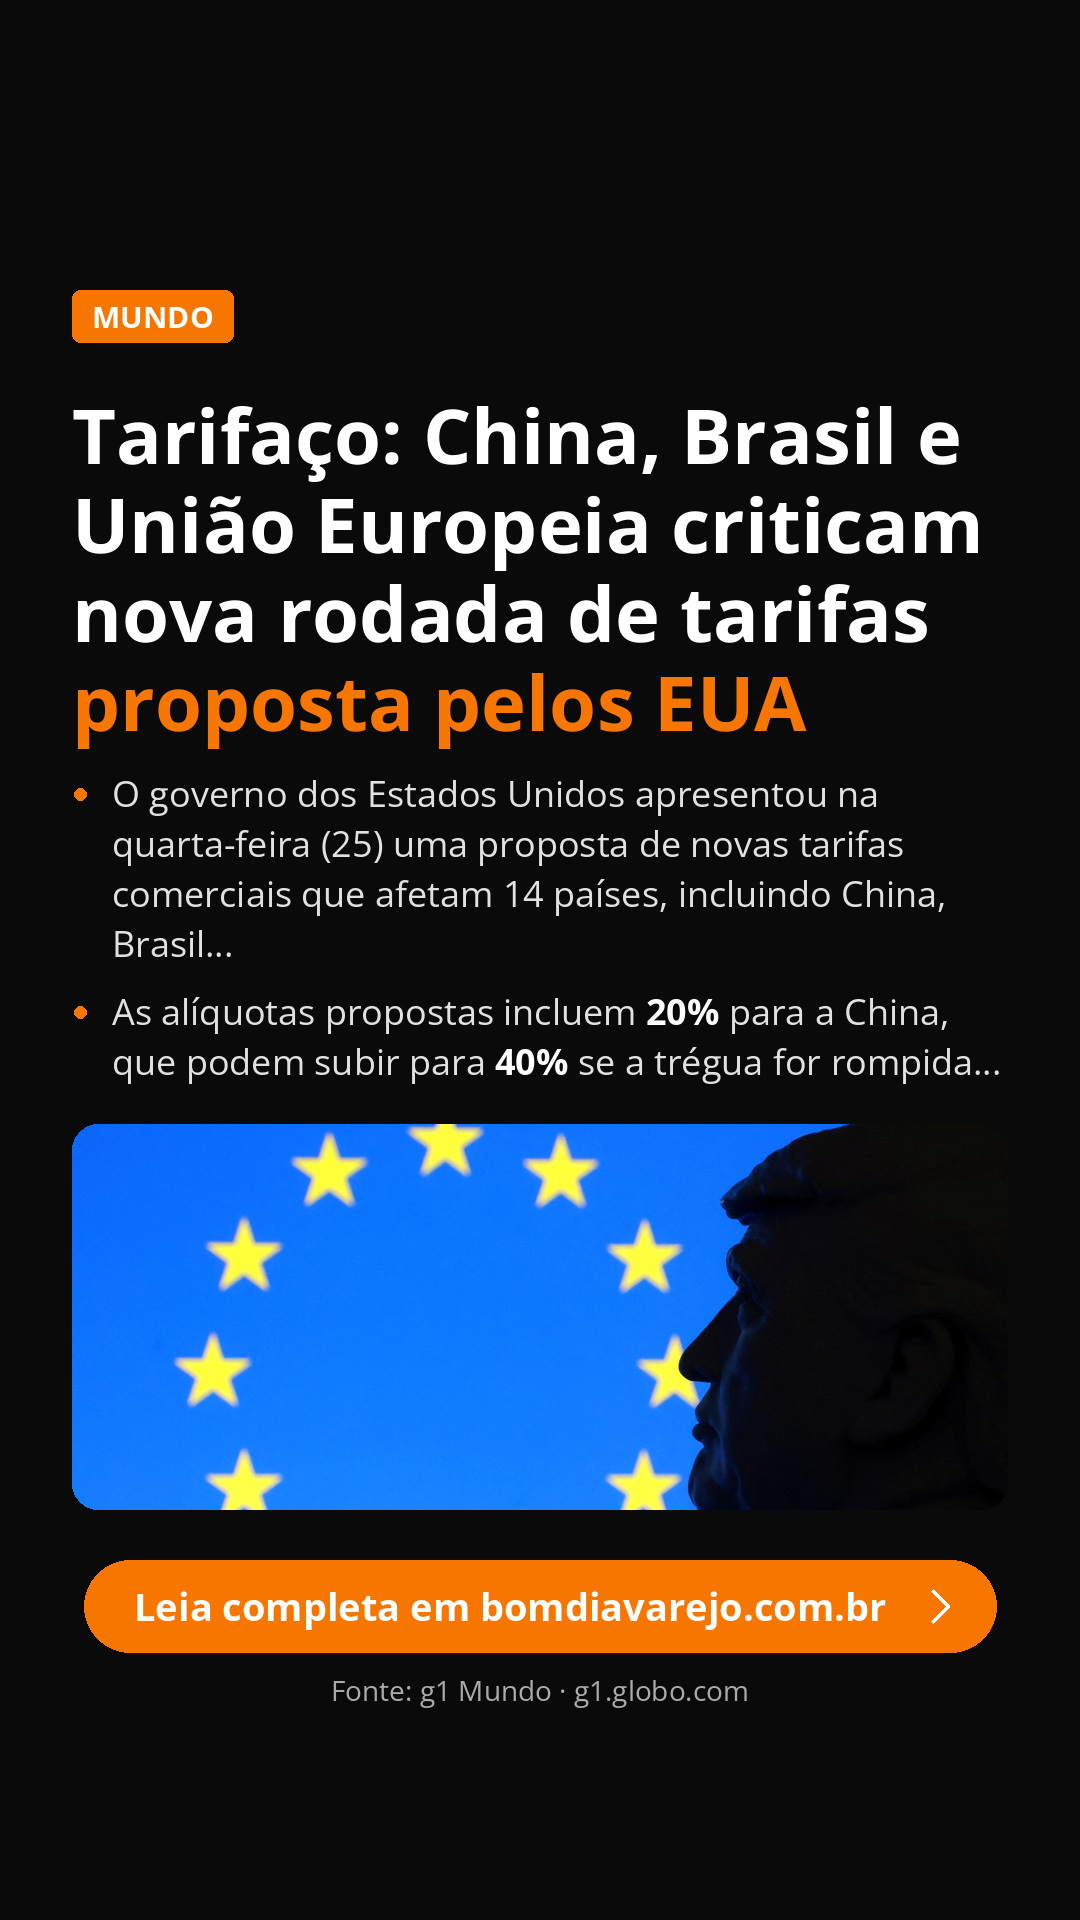 MUNDO
Tarifaço: China, Brasil e
União Europeia criticam
nova rodada de tarifas
proposta pelos EUA
• O governo dos Estados Unidos apresentou na
quarta-feira (25) uma proposta de novas tarifas
comerciais que afetam 14 países, incluindo China,
Brasil...
• As alíquotas propostas incluem 20% para a China,
que podem subir para 40% se a trégua for rompida...
Leia completa em bomdiavarejo.com.br
Fonte: g1 Mundo · g1.globo.com